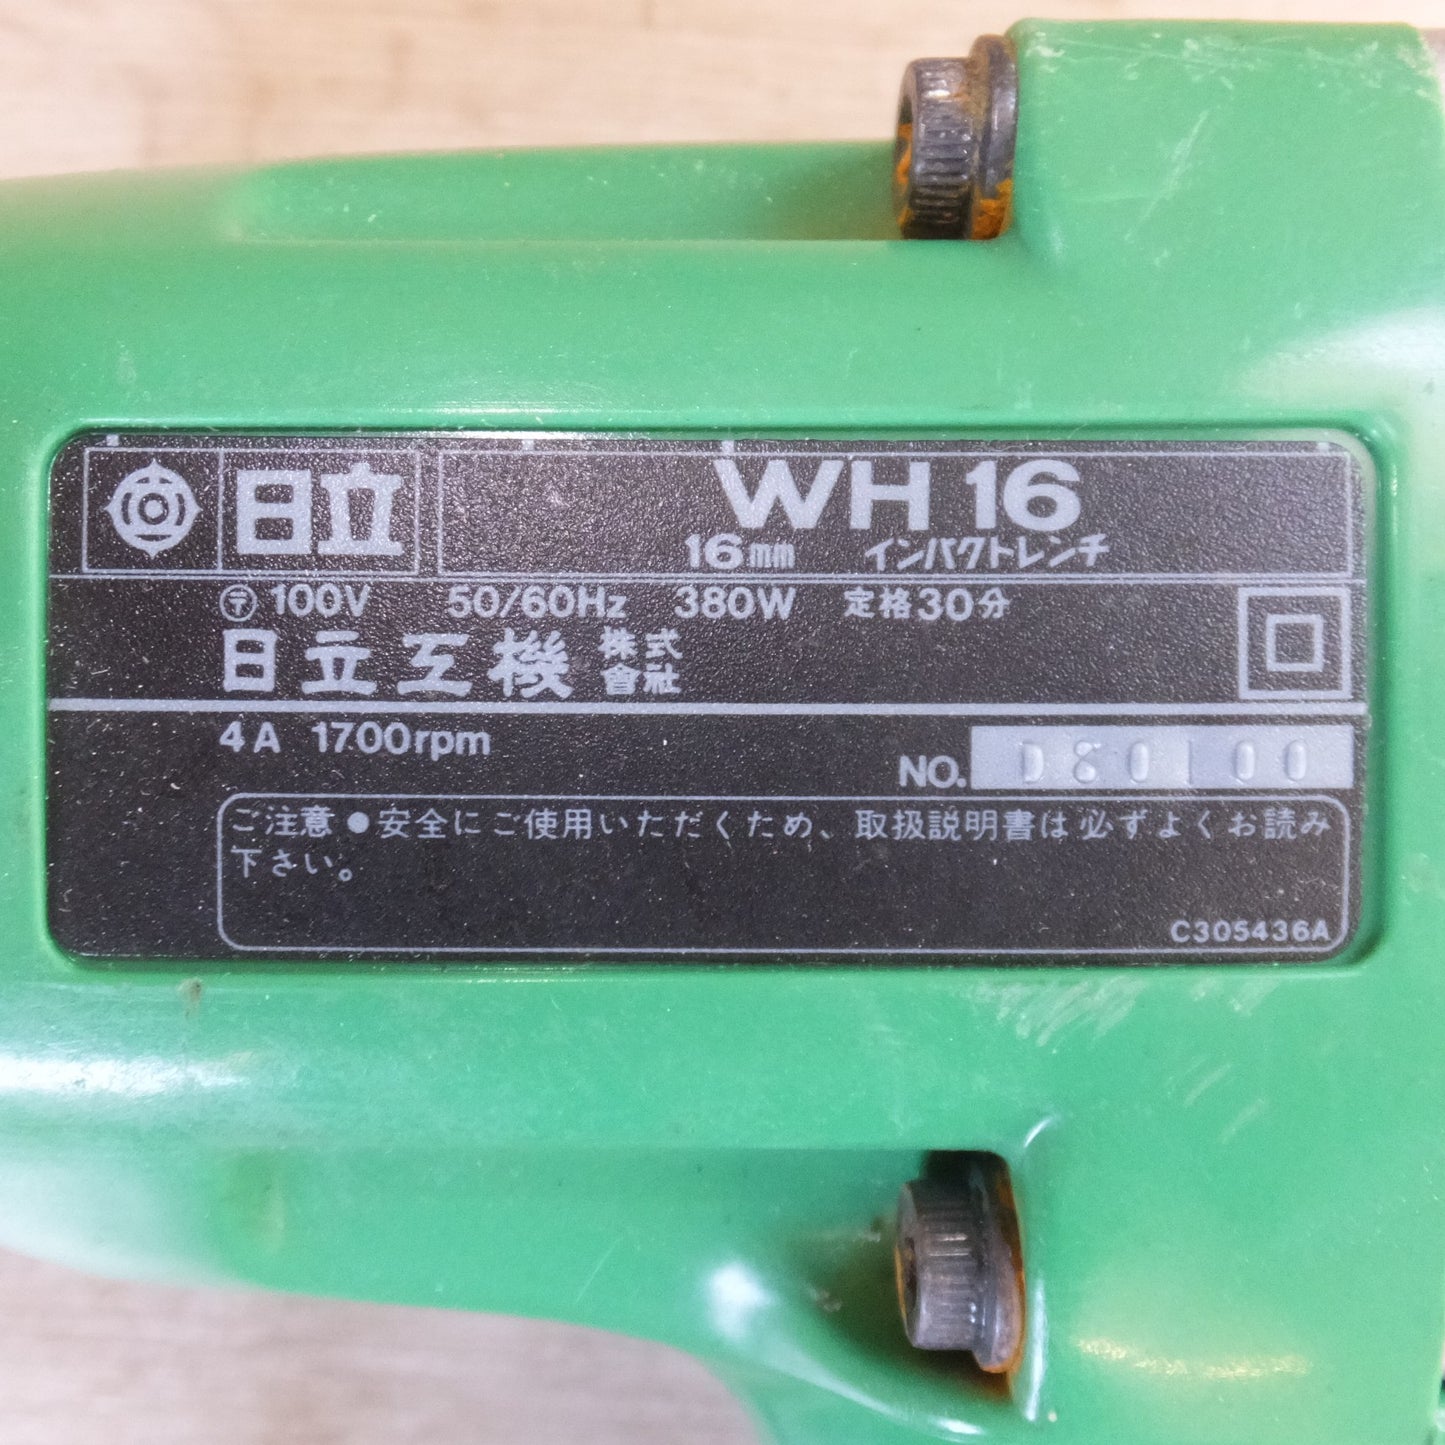 日立
WH 16
16mm インパクトレンチ
〒 100V 50/60Hz 380W 定格30分
日立工機 株式會社
4A 1700rpm
NO. D80100
ご注意 ●安全にご使用いただくため、取扱説明書は必ずよくお読み
下さい。
C305436A